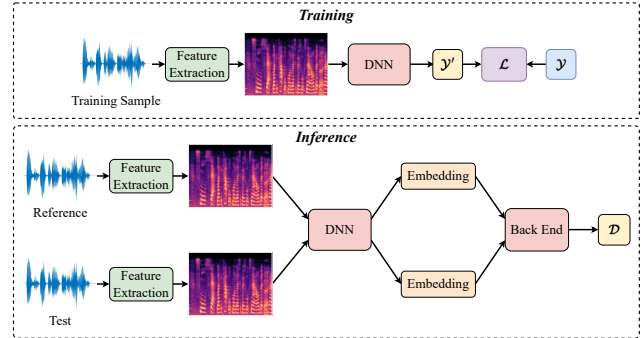 Training
Feature
Extraction
DNN
𝒴′
ℒ
𝒴
Training Sample
Inference
Feature
Extraction
Reference
Embedding
DNN
Back End
𝒟
Feature
Extraction
Embedding
Test